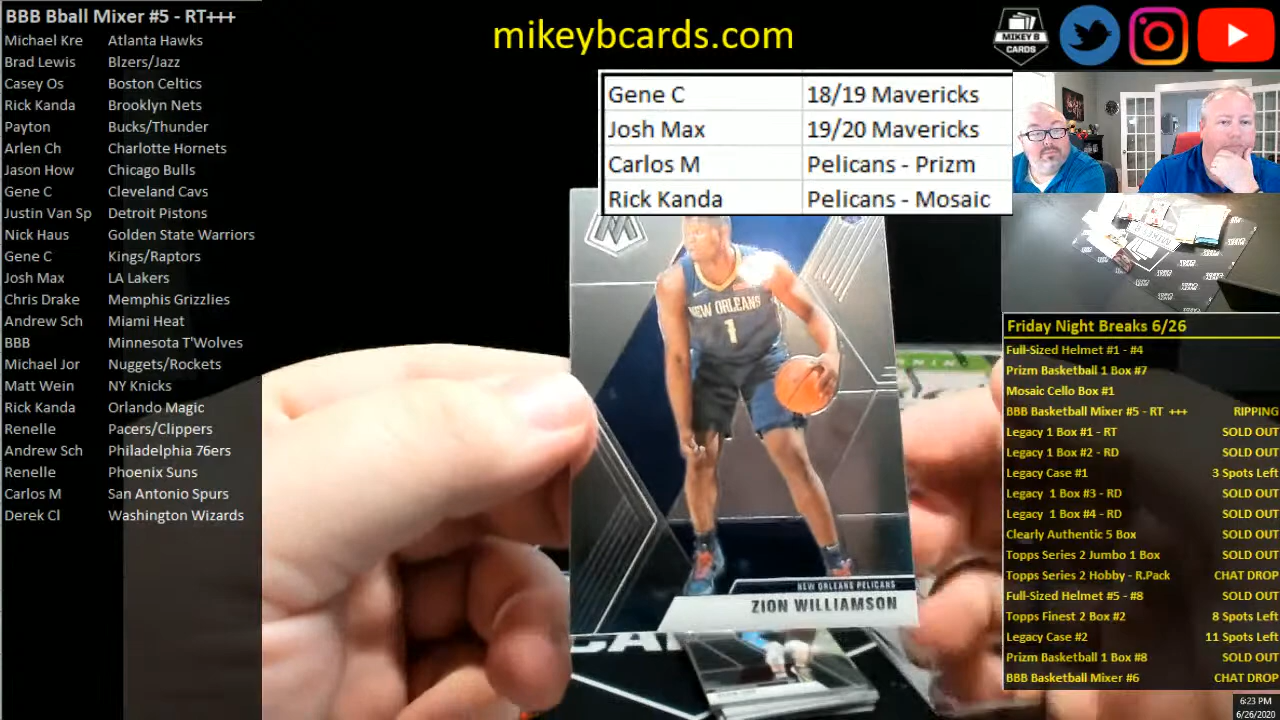 BBB Bball Mixer #5 - RT+++
Michael Kre Atlanta Hawks
Brad Lewis Blzers/Jazz
Casey Os Boston Celtics
Rick Kanda Brooklyn Nets
Payton Bucks/Thunder
Arlen Ch Charlotte Hornets
Jason How Chicago Bulls
Gene C Cleveland Cavs
Justin Van Sp Detroit Pistons
Nick Haus Golden State Warriors
Gene C Kings/Raptors
Josh Max LA Lakers
Chris Drake Memphis Grizzlies
Andrew Sch Miami Heat
BBB Minnesota T'Wolves
Michael Jor Nuggets/Rockets
Matt Wein NY Knicks
Rick Kanda Orlando Magic
Renelle Pacers/Clippers
Andrew Sch Philadelphia 76ers
Renelle Phoenix Suns
Carlos M San Antonio Spurs
Derek Cl Washington Wizards
mikeybcards.com
MIKEY B
CARDS
Gene C 18/19 Mavericks
Josh Max 19/20 Mavericks
Carlos M Pelicans - Prizm
Rick Kanda Pelicans - Mosaic
NEW ORLEANS
1
NEW ORLEANS PELICANS
ZION WILLIAMSON
MIKEY B
Friday Night Breaks 6/26
Full-Sized Helmet #1 - #4
Prizm Basketball 1 Box #7
Mosaic Cello Box #1
BBB Basketball Mixer #5 - RT +++ RIPPING
Legacy 1 Box #1 - RT SOLD OUT
Legacy 1 Box #2 - RD SOLD OUT
Legacy Case #1 3 Spots Left
Legacy 1 Box #3 - RD SOLD OUT
Legacy 1 Box #4 - RD SOLD OUT
Clearly Authentic 5 Box SOLD OUT
Topps Series 2 Jumbo 1 Box SOLD OUT
Topps Series 2 Hobby - R.Pack CHAT DROP
Full-Sized Helmet #5 - #8 SOLD OUT
Topps Finest 2 Box #2 8 Spots Left
Legacy Case #2 11 Spots Left
Prizm Basketball 1 Box #8 SOLD OUT
BBB Basketball Mixer #6 CHAT DROP
6:23 PM
6/26/2020